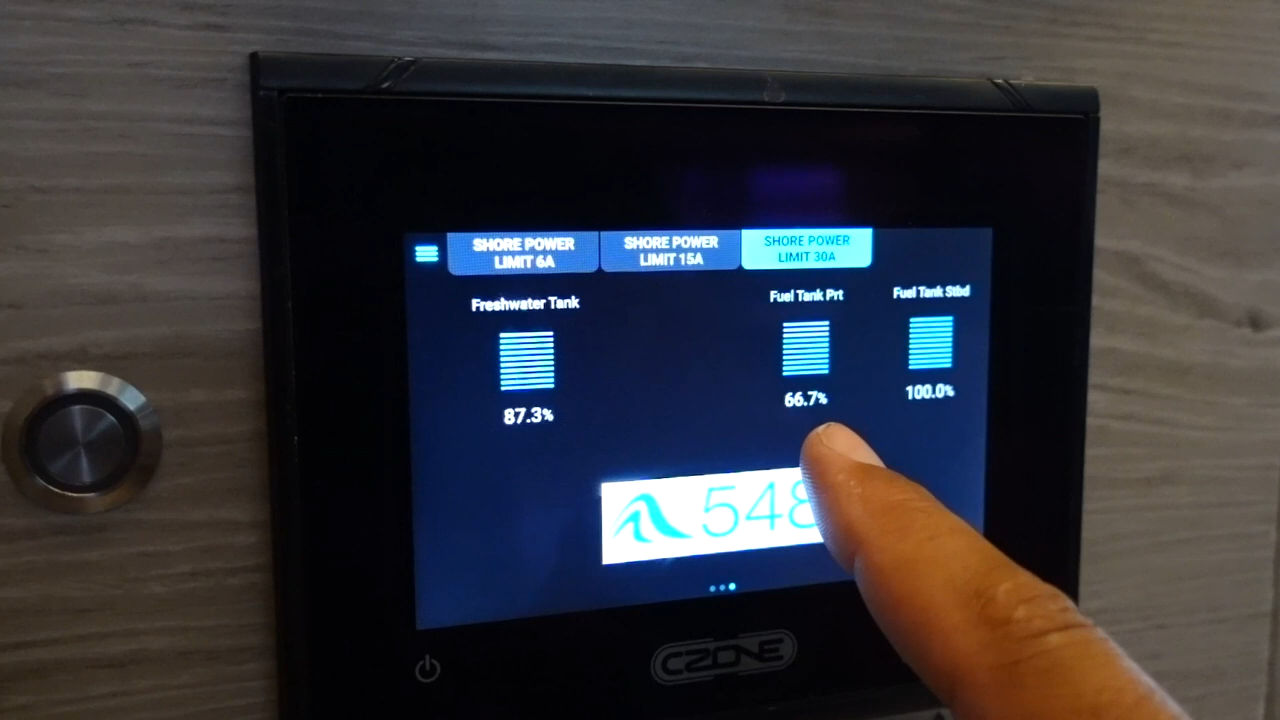 SHORE POWER
LIMIT 6A
SHORE POWER
LIMIT 15A
SHORE POWER
LIMIT 30A
Freshwater Tank
87.3%
Fuel Tank Prt
66.7%
Fuel Tank Stbd
100.0%
548
CZONE